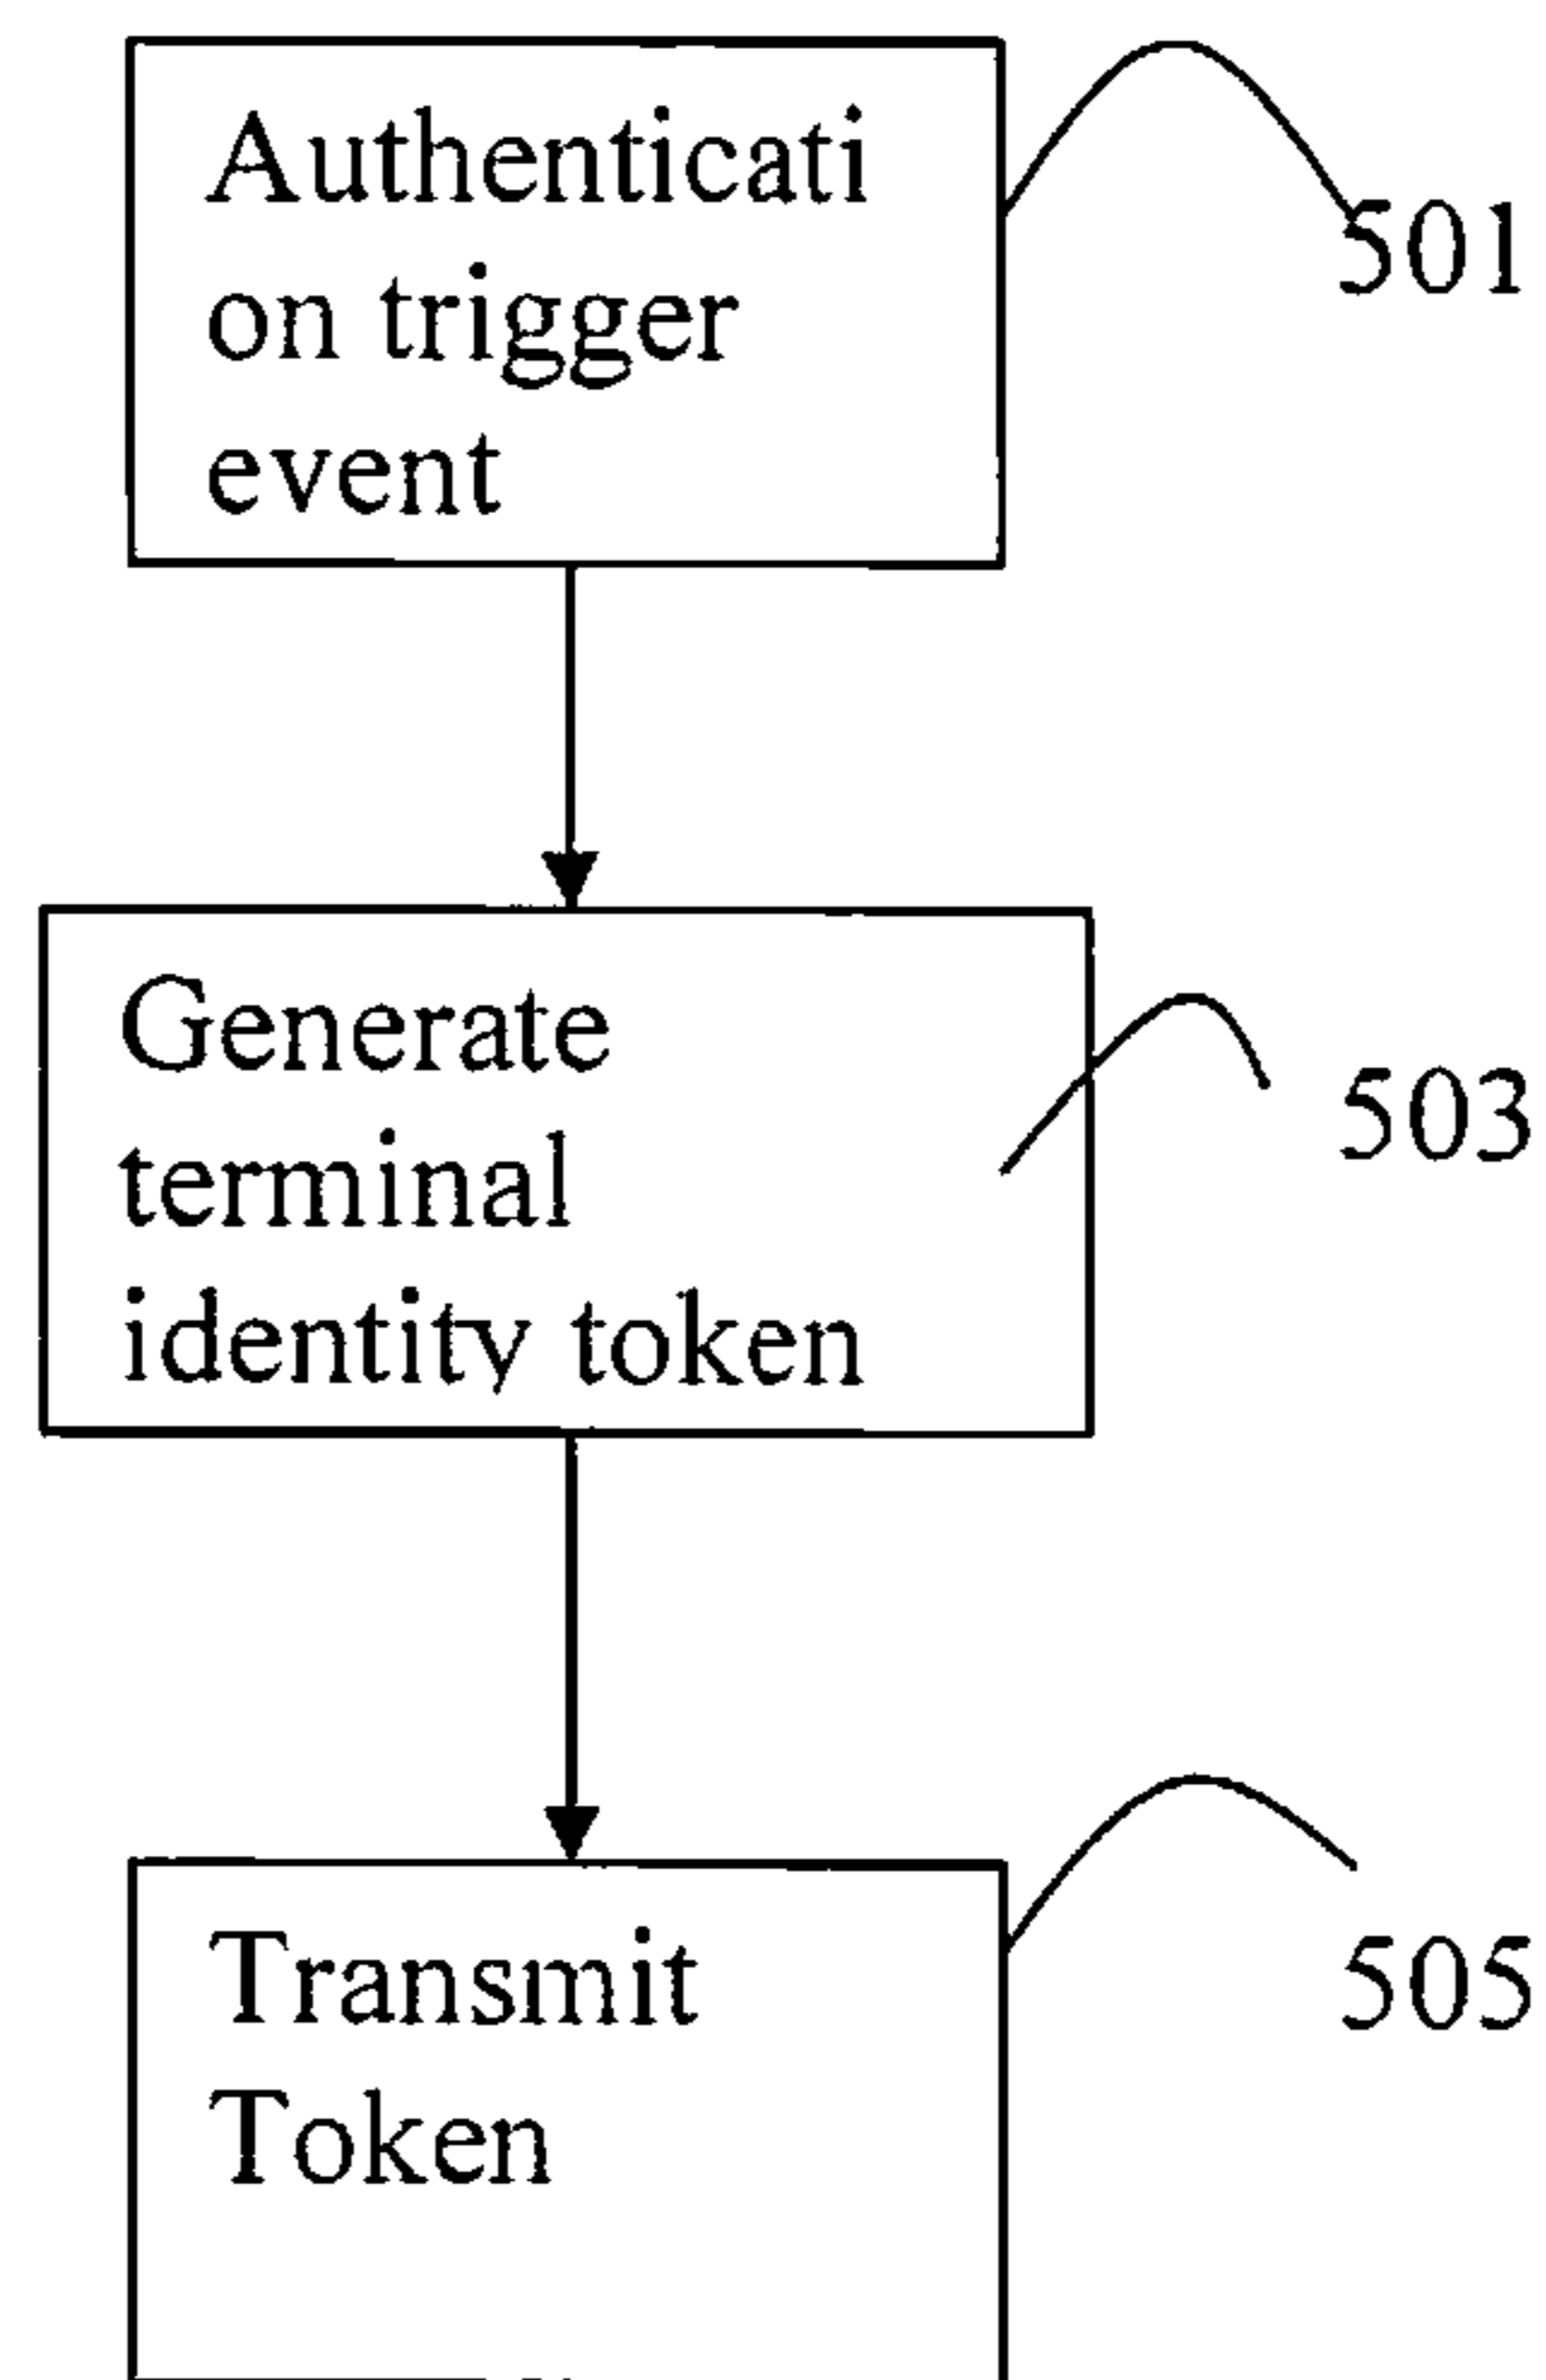 Authenticati
on trigger
event
501
Generate
terminal
identity token
503
Transmit
Token
505